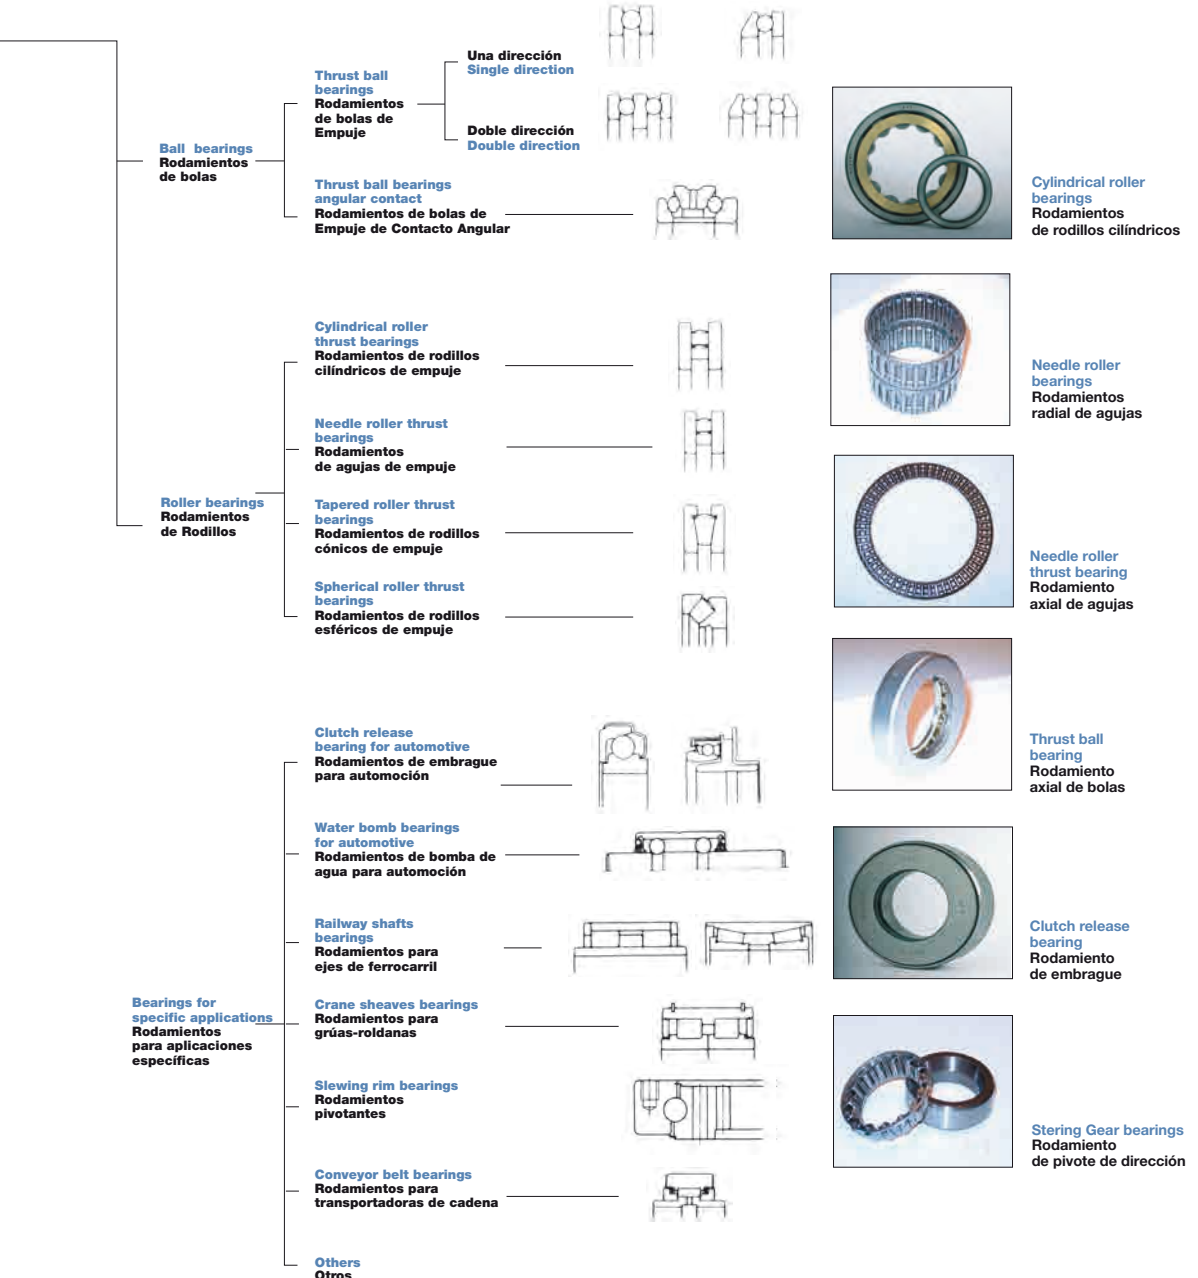 Una dirección
Single direction
Thrust ball
bearings
Rodamientos
de bolas de
Empuje
Doble dirección
Double direction
Ball bearings
Rodamientos
de bolas
Thrust ball bearings
angular contact
Rodamientos de bolas de
Empuje de Contacto Angular
Cylindrical roller
thrust bearings
Rodamientos de rodillos
cilíndricos de empuje
Needle roller thrust
bearings
Rodamientos
de agujas de empuje
Roller bearings
Rodamientos
de Rodillos
Tapered roller thrust
bearings
Rodamientos de rodillos
cónicos de empuje
Spherical roller thrust
bearings
Rodamientos de rodillos
esféricos de empuje
Clutch release
bearing for automotive
Rodamientos de embrague
para automoción
Water bomb bearings
for automotive
Rodamientos de bomba de
agua para automoción
Railway shafts
bearings
Rodamientos para
ejes de ferrocarril
Bearings for
specific applications
Rodamientos
para aplicaciones
específicas
Crane sheaves bearings
Rodamientos para
grúas-roldanas
Slewing rim bearings
Rodamientos
pivotantes
Conveyor belt bearings
Rodamientos para
transportadoras de cadena
Others
Otros
Cylindrical roller
bearings
Rodamientos
de rodillos cilíndricos
Needle roller
bearings
Rodamientos
radial de agujas
Needle roller
thrust bearing
Rodamiento
axial de agujas
Thrust ball
bearing
Rodamiento
axial de bolas
Clutch release
bearing
Rodamiento
de embrague
Stering Gear bearings
Rodamiento
de pivote de dirección